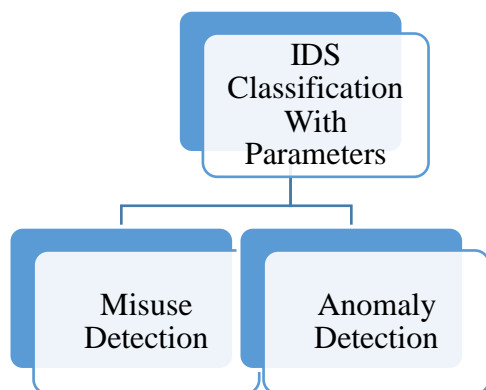 IDS
Classification
With
Parameters
Misuse
Detection
Anomaly
Detection